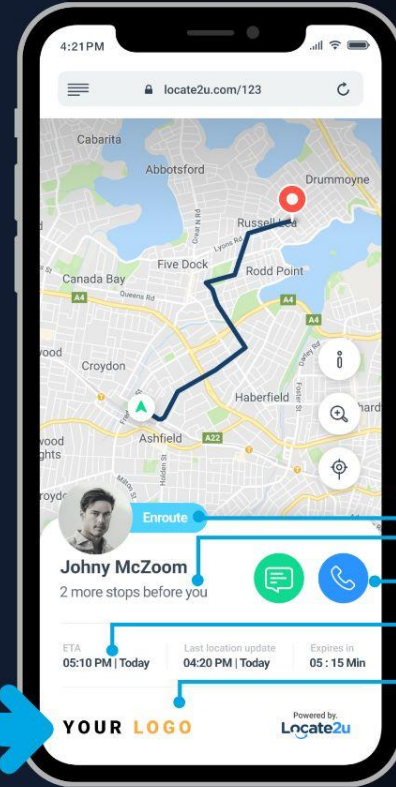 4:21PM
locate2u.com/123
Cabarita
Abbotsford
Drummoyne
Great N Rd
Russell Lea
Lyons Rd
Five Dock
Rodd Point
Canada Bay
Queens Rd
A4
A4
A4
Croydon
Haberfield
Ashfield
A22
Enroute
Johny McZoom
2 more stops before you
ETA
Last location update
Expires in
05:10 PM | Today
04:20 PM | Today
05 : 15 Min
YOUR LOGO
Powered by.
Locate2u